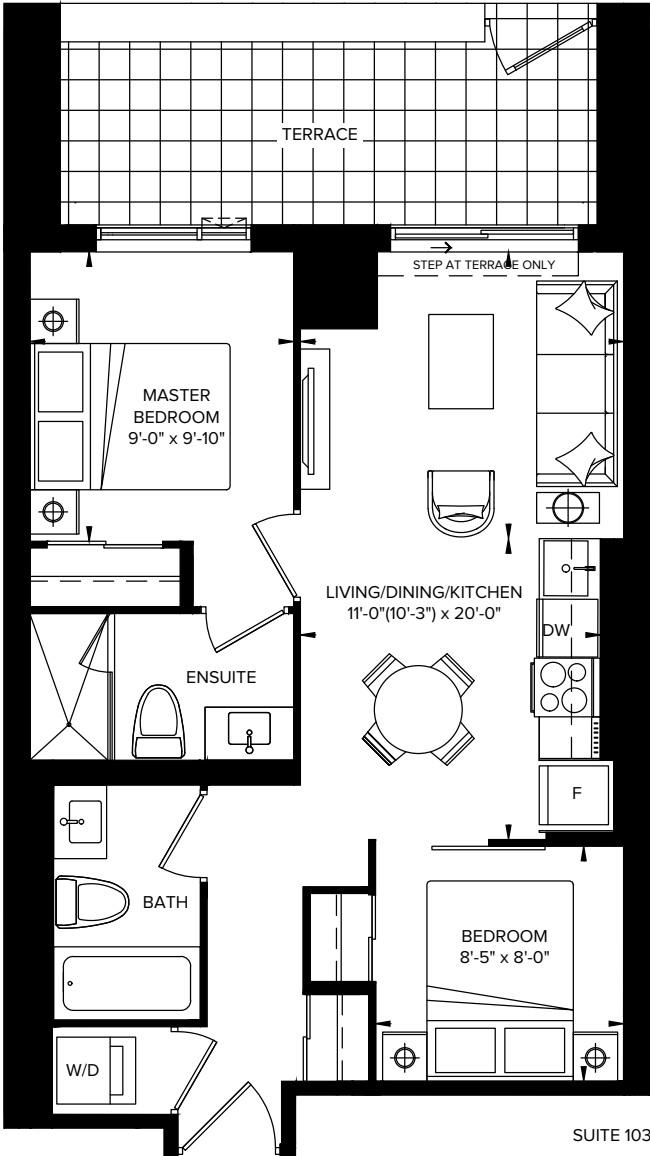 TERRACE
STEP AT TERRACE ONLY
MASTER
BEDROOM
9'-0" x 9'-10"
LIVING/DINING/KITCHEN
11'-0"(10'-3") x 20'-0"
DW
ENSUITE
F
BATH
BEDROOM
8'-5" x 8'-0"
W/D
SUITE 103